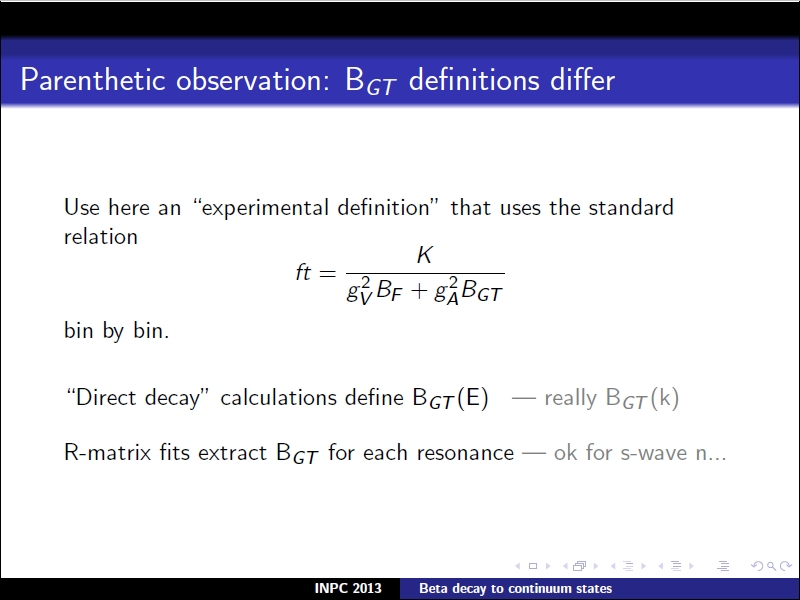 Parenthetic observation: B_GT definitions differ
Use here an “experimental definition” that uses the standard
relation
ft = K / (g_V^2 B_F + g_A^2 B_GT)
bin by bin.
“Direct decay” calculations define B_GT(E) — really B_GT(k)
R-matrix fits extract B_GT for each resonance — ok for s-wave n...
INPC 2013 Beta decay to continuum states